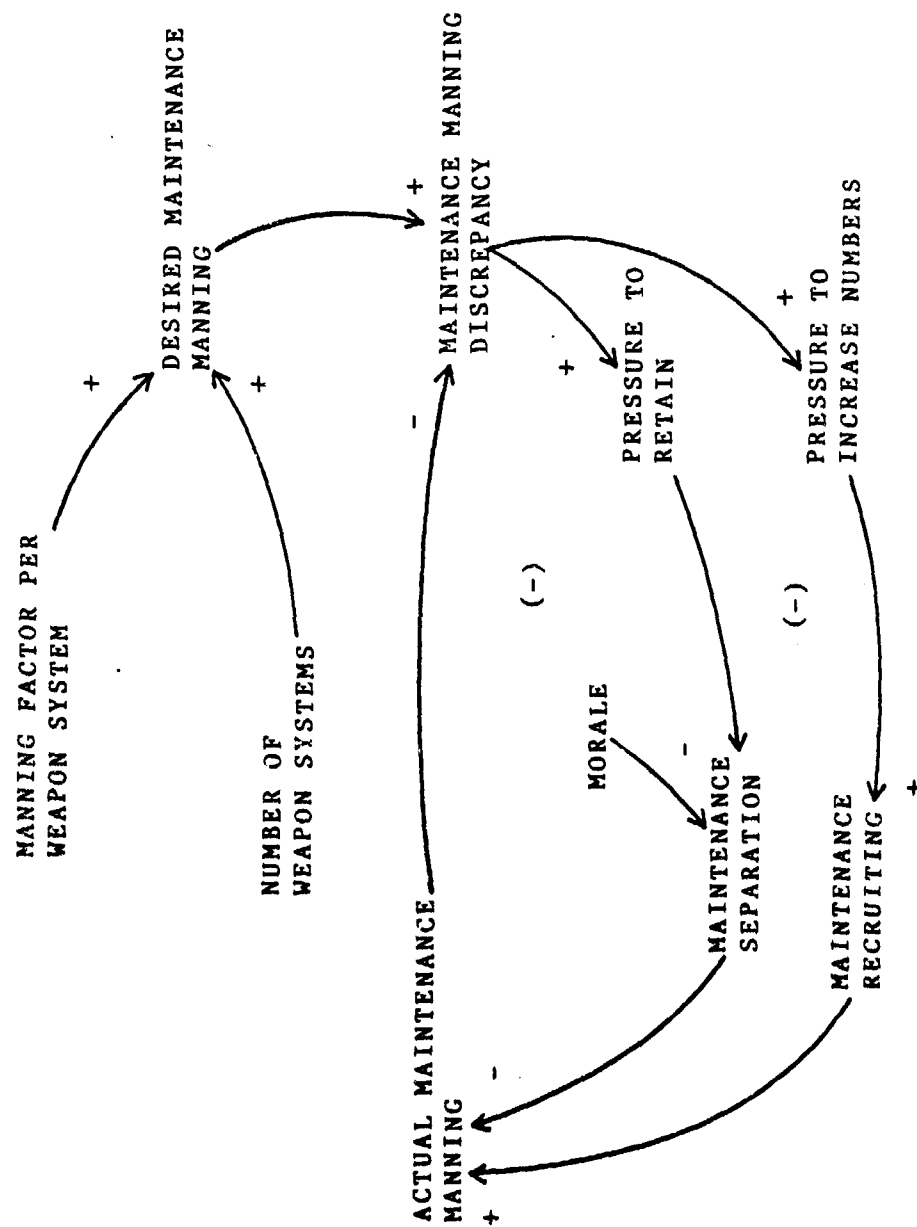 MANNING FACTOR PER
WEAPON SYSTEM
+
DESIRED MAINTENANCE
MANNING
+
NUMBER OF
WEAPON SYSTEMS
ACTUAL MAINTENANCE
MANNING
+
-
-
+
MAINTENANCE MANNING
DISCREPANCY
(-)
+
MORALE
PRESSURE TO
RETAIN
-
MAINTENANCE
SEPARATION
(-)
+
PRESSURE TO
INCREASE NUMBERS
MAINTENANCE
RECRUITING
+